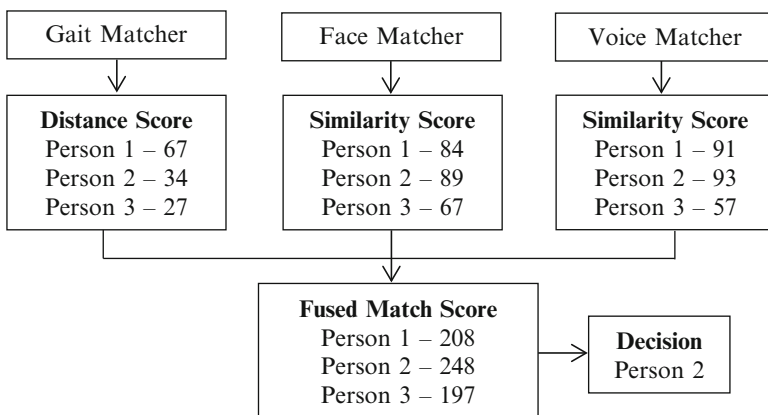 Gait Matcher
Face Matcher
Voice Matcher
Distance Score
Person 1 – 67
Person 2 – 34
Person 3 – 27
Similarity Score
Person 1 – 84
Person 2 – 89
Person 3 – 67
Similarity Score
Person 1 – 91
Person 2 – 93
Person 3 – 57
Fused Match Score
Person 1 – 208
Person 2 – 248
Person 3 – 197
Decision
Person 2